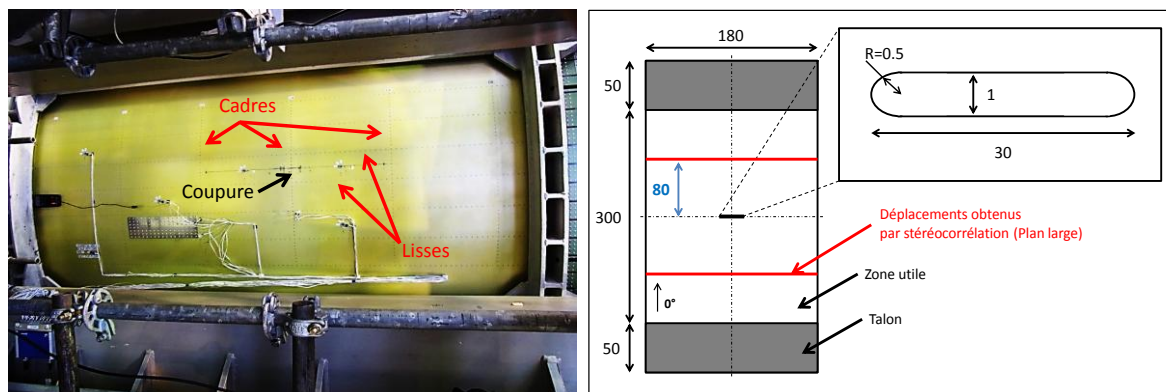 Cadres
Coupure
Lisses
180
50
R=0.5
1
30
80
300
Déplacements obtenus
par stéréocorrélation (Plan large)
Zone utile
0°
Talon
50